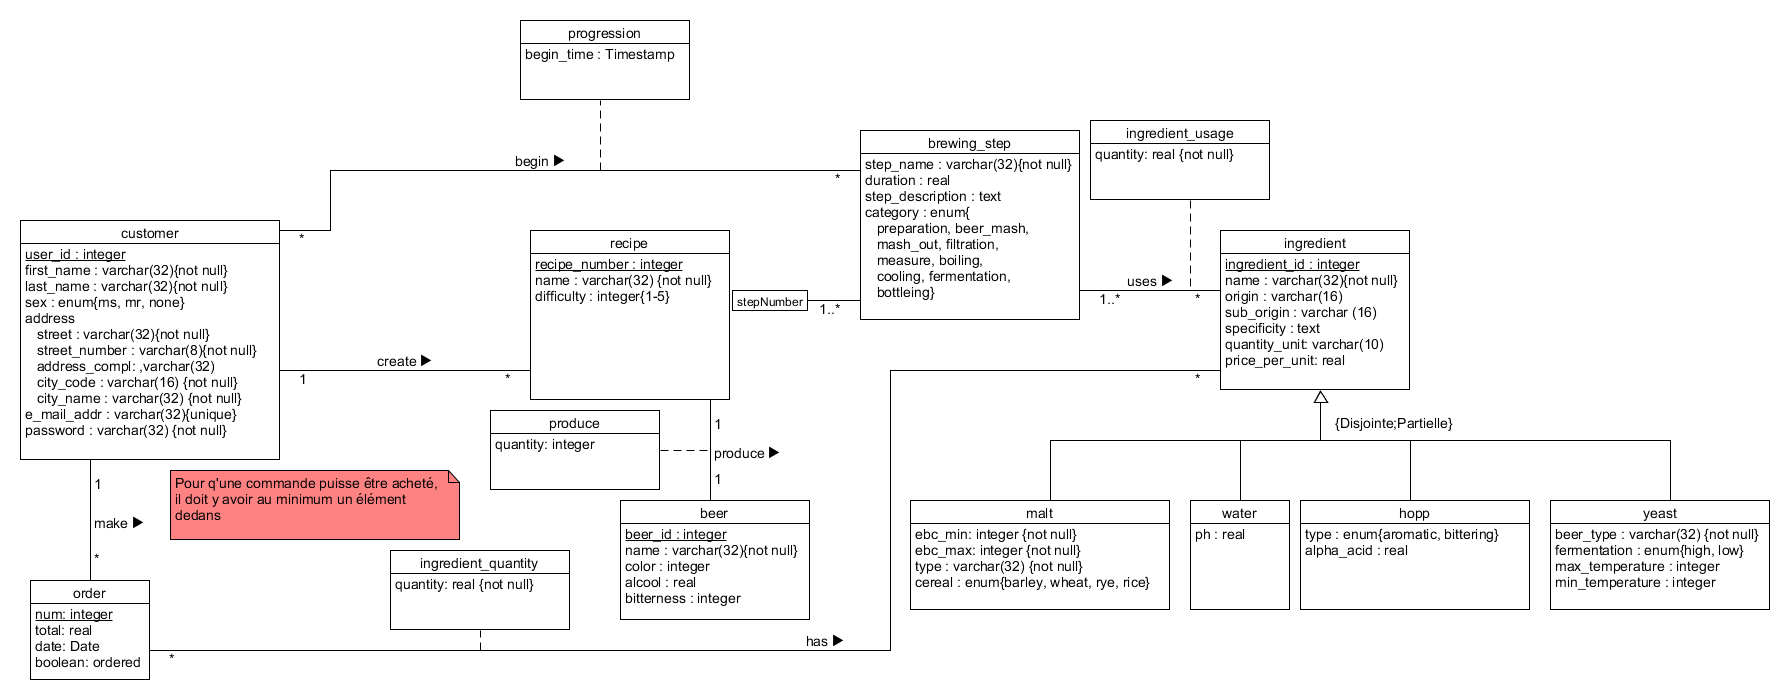 progression
begin_time : Timestamp
begin
*
*
brewing_step
step_name : varchar(32){not null}
duration : real
step_description : text
category : enum{
preparation, beer_mash,
mash_out, filtration,
measure, boiling,
cooling, fermentation,
bottleing}
ingredient_usage
quantity: real {not null}
customer
user_id : integer
first_name : varchar(32){not null}
last_name : varchar(32){not null}
sex : enum{ms, mr, none}
address
street : varchar(32){not null}
street_number : varchar(8){not null}
address_compl: ,varchar(32)
city_code : varchar(16) {not null}
city_name : varchar(32) {not null}
e_mail_addr : varchar(32){unique}
password : varchar(32) {not null}
create
1
*
recipe
recipe_number : integer
name : varchar(32) {not null}
difficulty : integer{1-5}
stepNumber
1..*
uses
1..*
*
ingredient
ingredient_id : integer
name : varchar(32){not null}
origin : varchar(16)
sub_origin : varchar (16)
specificity : text
quantity_unit: varchar(10)
price_per_unit: real
*
{Disjointe;Partielle}
produce
quantity: integer
1
produce
1
1
make
*
Pour q'une commande puisse être acheté,
il doit y avoir au minimum un élément
dedans
beer
beer_id : integer
name : varchar(32){not null}
color : integer
alcool : real
bitterness : integer
malt
ebc_min: integer {not null}
ebc_max: integer {not null}
type : varchar(32) {not null}
cereal : enum{barley, wheat, rye, rice}
water
ph : real
hopp
type : enum{aromatic, bittering}
alpha_acid : real
yeast
beer_type : varchar(32) {not null}
fermentation : enum{high, low}
max_temperature : integer
min_temperature : integer
ingredient_quantity
quantity: real {not null}
order
num: integer
total: real
date: Date
boolean: ordered
*
has